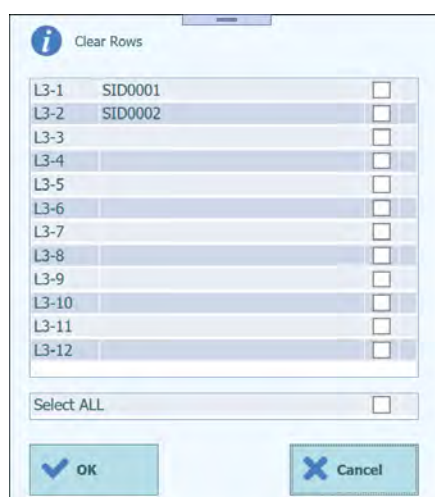 Clear Rows
L3-1 SID0001
L3-2 SID0002
L3-3
L3-4
L3-5
L3-6
L3-7
L3-8
L3-9
L3-10
L3-11
L3-12
Select ALL
OK Cancel